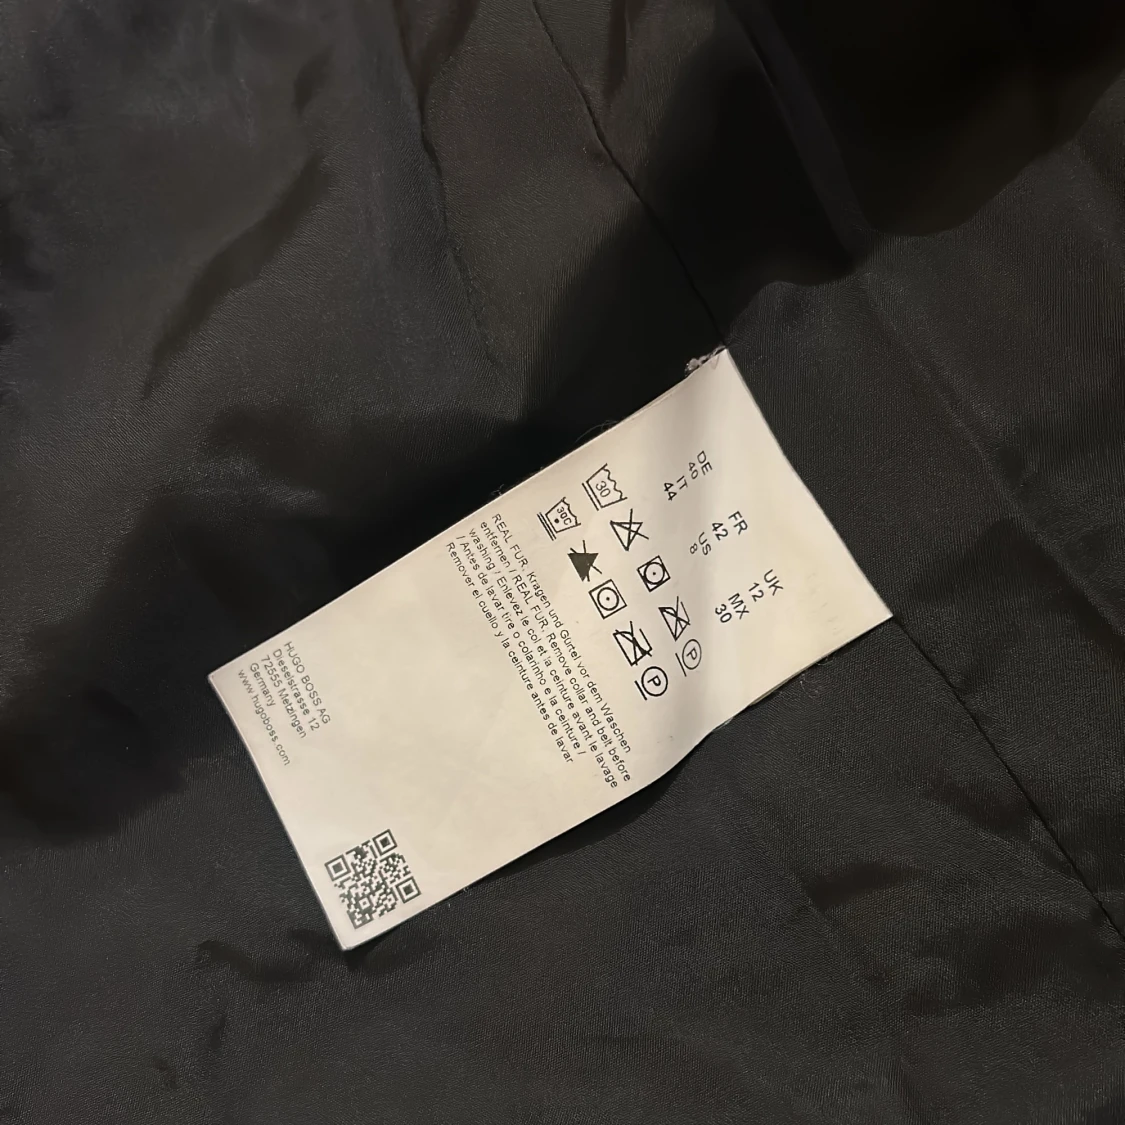 DE FR UK
40 42 12
IT US MX
44 8 30
30 P
30C P
REAL FUR. Kragen und Gürtel vor dem Waschen
entfernen / REAL FUR. Remove collar and belt before
washing / Enlevez le col et la ceinture avant le lavage
/ Antes de lavar tire o colarinho e la ceinture /
Remover el cuello y la ceinture antes de lavar
HUGO BOSS AG
Dieselstrasse 12
72555 Metzingen
Germany
www.hugoboss.com